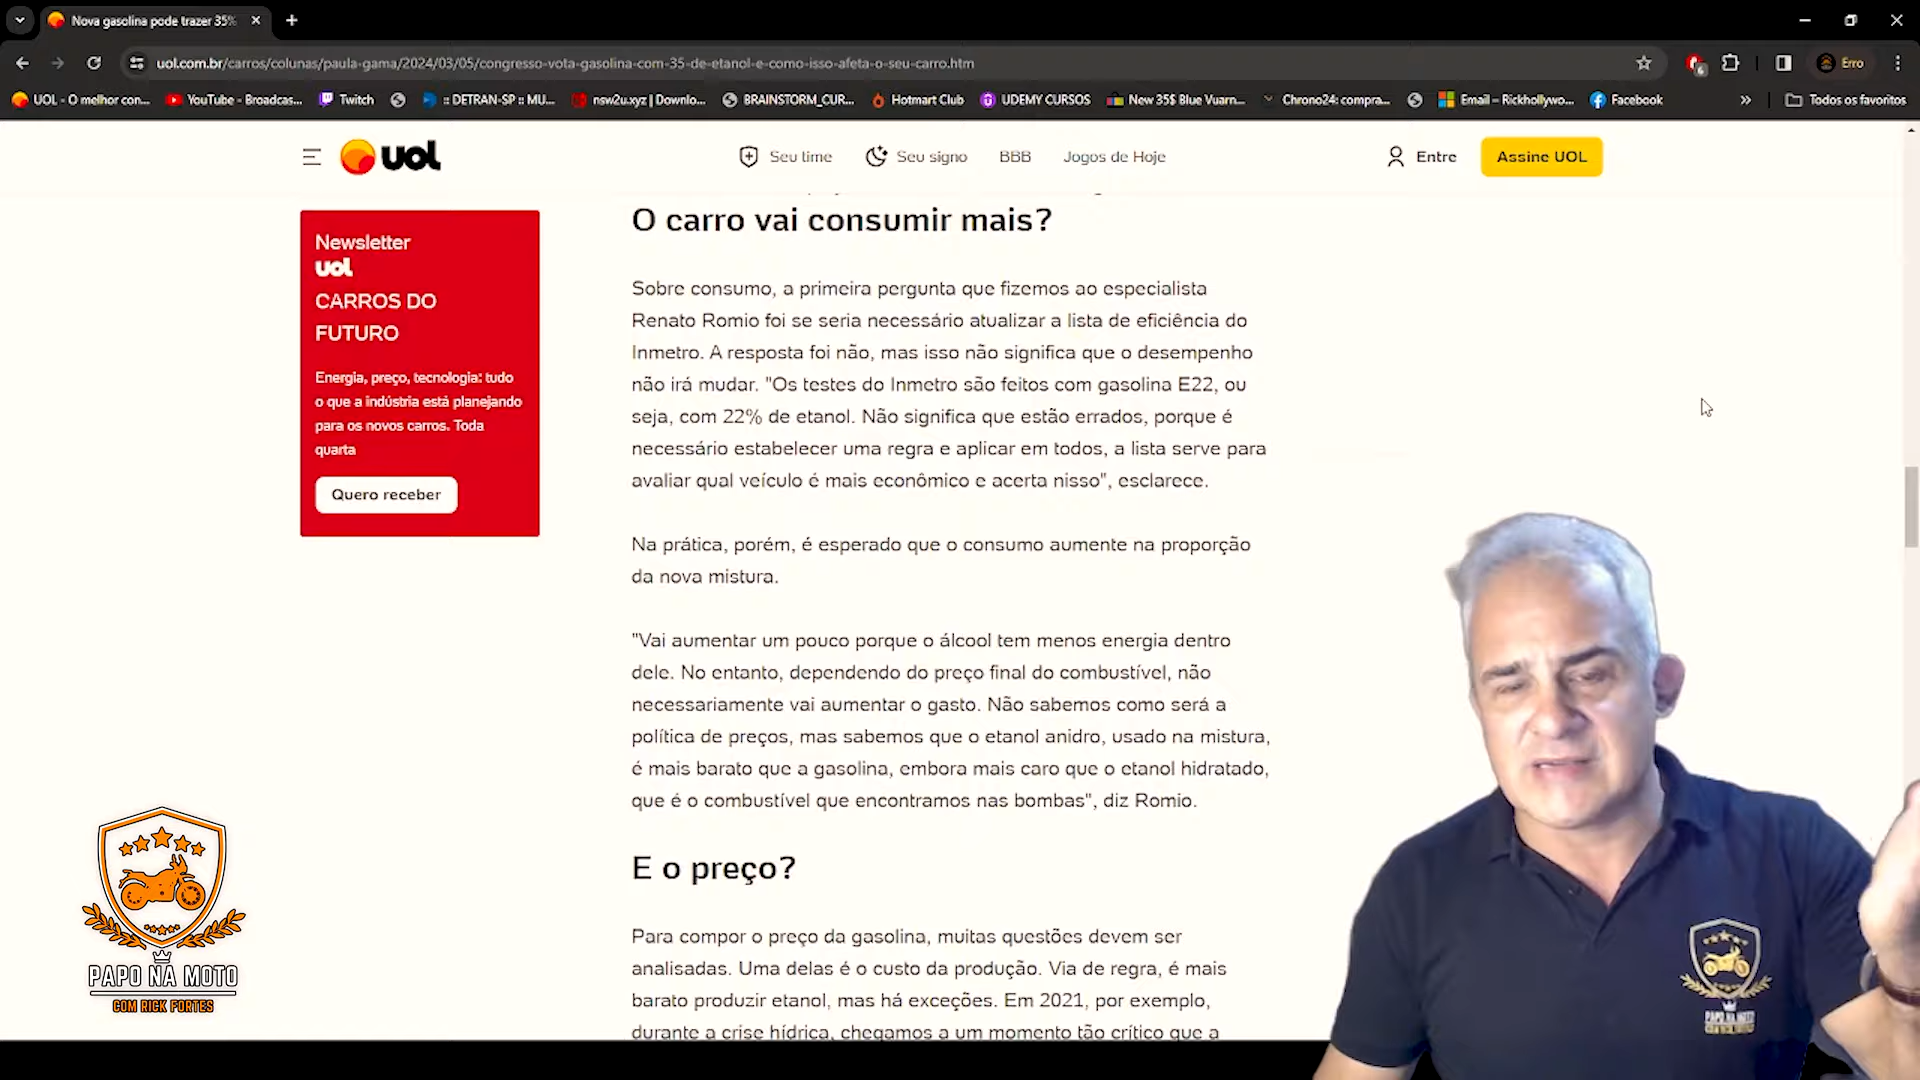 Nova gasolina pode trazer 35%
uol.com.br/carros/colunas/paula-gama/2024/03/05/congresso-vota-gasolina-com-35-de-etanol-e-como-isso-afeta-o-seu-carro.htm
6
Erro
UOL - O melhor con...
YouTube - Broadcas...
Twitch
:: DETRAN-SP :: MU...
nsw2u.xyz | Downlo...
BRAINSTORM_CUR...
Hotmart Club
UDEMY CURSOS
New 35$ Blue Vuarn...
Chrono24: compra...
Email – Rickhollywo...
Facebook
»
Todos os favoritos
uol
Seu time
Seu signo
BBB
Jogos de Hoje
Entre
Assine UOL
Newsletter
uol
CARROS DO
FUTURO
Energia, preço, tecnologia: tudo
o que a indústria está planejando
para os novos carros. Toda
quarta
Quero receber
O carro vai consumir mais?
Sobre consumo, a primeira pergunta que fizemos ao especialista
Renato Romio foi se seria necessário atualizar a lista de eficiência do
Inmetro. A resposta foi não, mas isso não significa que o desempenho
não irá mudar. "Os testes do Inmetro são feitos com gasolina E22, ou
seja, com 22% de etanol. Não significa que estão errados, porque é
necessário estabelecer uma regra e aplicar em todos, a lista serve para
avaliar qual veículo é mais econômico e acerta nisso", esclarece.
Na prática, porém, é esperado que o consumo aumente na proporção
da nova mistura.
"Vai aumentar um pouco porque o álcool tem menos energia dentro
dele. No entanto, dependendo do preço final do combustível, não
necessariamente vai aumentar o gasto. Não sabemos como será a
política de preços, mas sabemos que o etanol anidro, usado na mistura,
é mais barato que a gasolina, embora mais caro que o etanol hidratado,
que é o combustível que encontramos nas bombas", diz Romio.
E o preço?
Para compor o preço da gasolina, muitas questões devem ser
analisadas. Uma delas é o custo da produção. Via de regra, é mais
barato produzir etanol, mas há exceções. Em 2021, por exemplo,
durante a crise hídrica, chegamos a um momento tão crítico que a
PAPO NA MOTO
COM RICK FORTES
PAPO NA MOTO